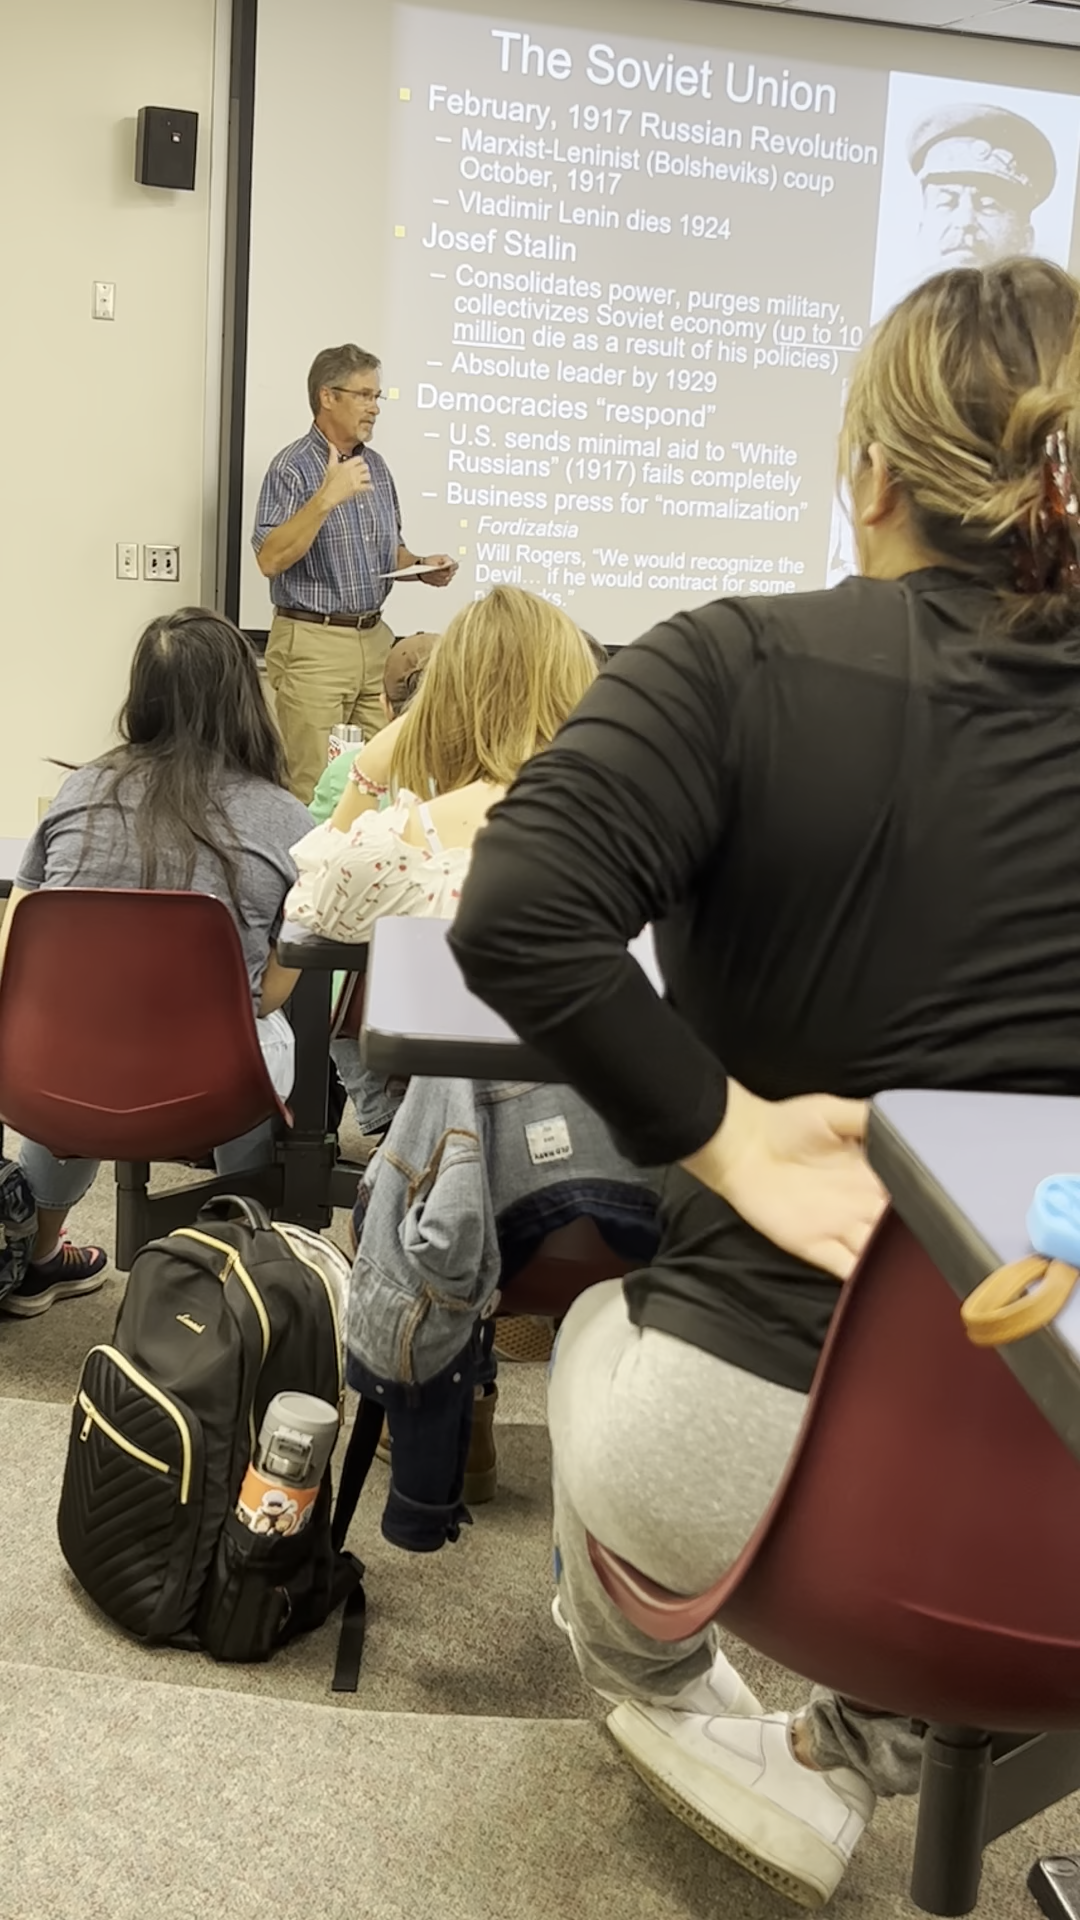 The Soviet Union
February, 1917 Russian Revolution
– Marxist-Leninist (Bolsheviks) coup
October, 1917
– Vladimir Lenin dies 1924
Josef Stalin
– Consolidates power, purges military,
collectivizes Soviet economy (up to 10
million die as a result of his policies)
– Absolute leader by 1929
Democracies “respond”
– U.S. sends minimal aid to “White
Russians” (1917) fails completely
– Business press for “normalization”
Fordizatsia
Will Rogers, “We would recognize the
Devil… if he would contract for some